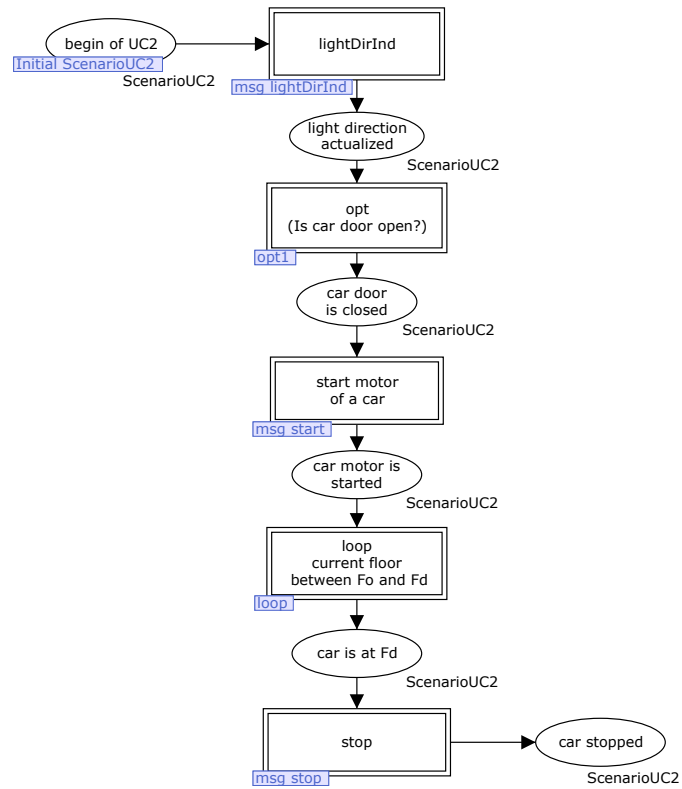 begin of UC2
Initial ScenarioUC2
ScenarioUC2
lightDirInd
msg lightDirInd
light direction
actualized
ScenarioUC2
opt
(Is car door open?)
opt1
car door
is closed
ScenarioUC2
start motor
of a car
msg start
car motor is
started
ScenarioUC2
loop
current floor
between Fo and Fd
loop
car is at Fd
ScenarioUC2
stop
msg stop
car stopped
ScenarioUC2